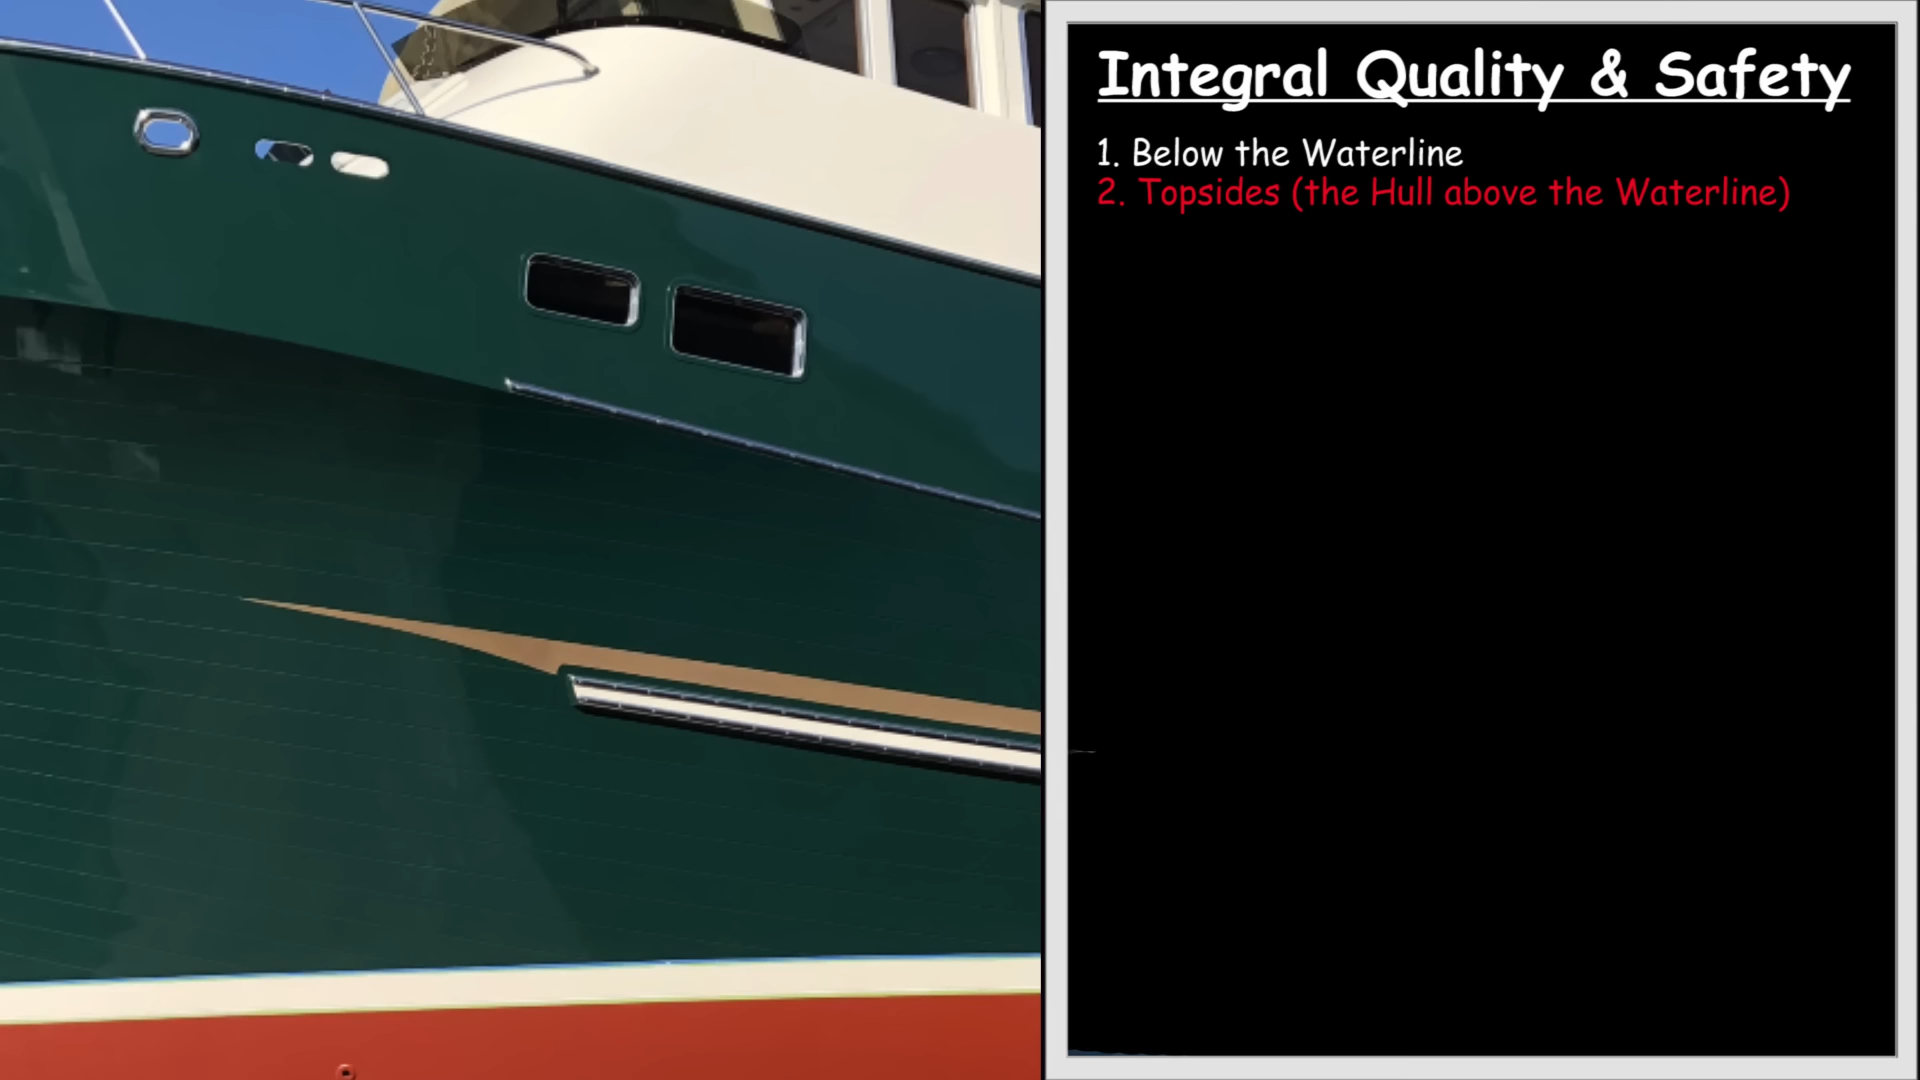 Integral Quality & Safety
1. Below the Waterline
2. Topsides (the Hull above the Waterline)